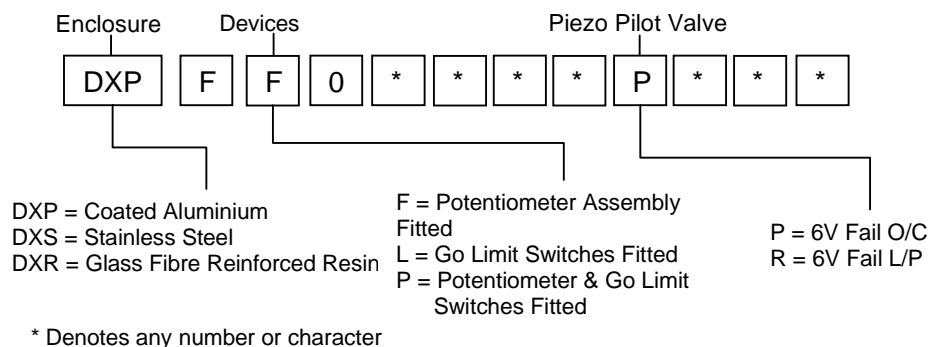 Enclosure Devices Piezo Pilot Valve
DXP F F 0 * * * * P * * *
DXP = Coated Aluminium
DXS = Stainless Steel
DXR = Glass Fibre Reinforced Resin
F = Potentiometer Assembly
Fitted
L = Go Limit Switches Fitted
P = Potentiometer & Go Limit
Switches Fitted
P = 6V Fail O/C
R = 6V Fail L/P
* Denotes any number or character